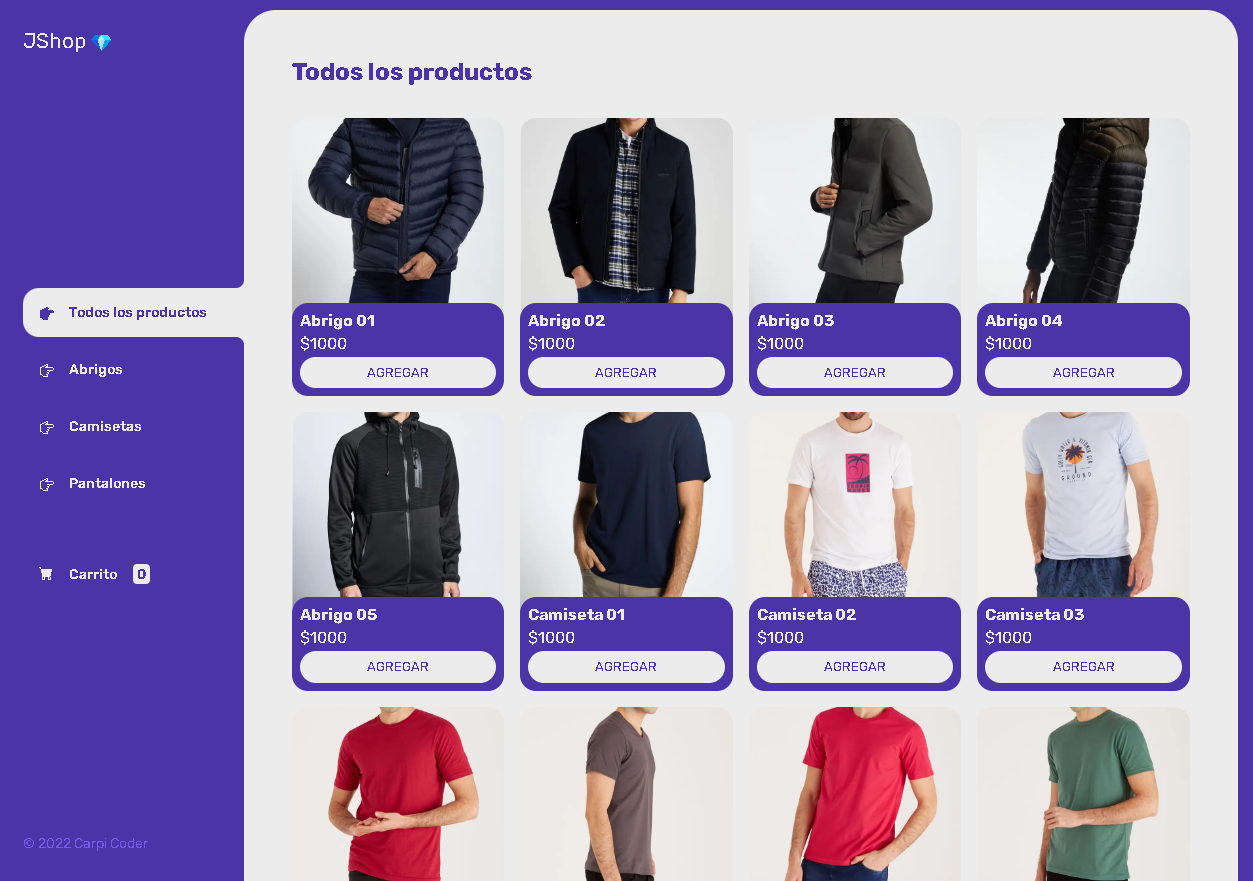 JShop
Todos los productos
Abrigos
Camisetas
Pantalones
Carrito 0
© 2022 Carpi Coder
Todos los productos
Abrigo 01
$1000
AGREGAR
Abrigo 02
$1000
AGREGAR
Abrigo 03
$1000
AGREGAR
Abrigo 04
$1000
AGREGAR
Abrigo 05
$1000
AGREGAR
Camiseta 01
$1000
AGREGAR
Camiseta 02
$1000
AGREGAR
GROUND
Camiseta 03
$1000
AGREGAR